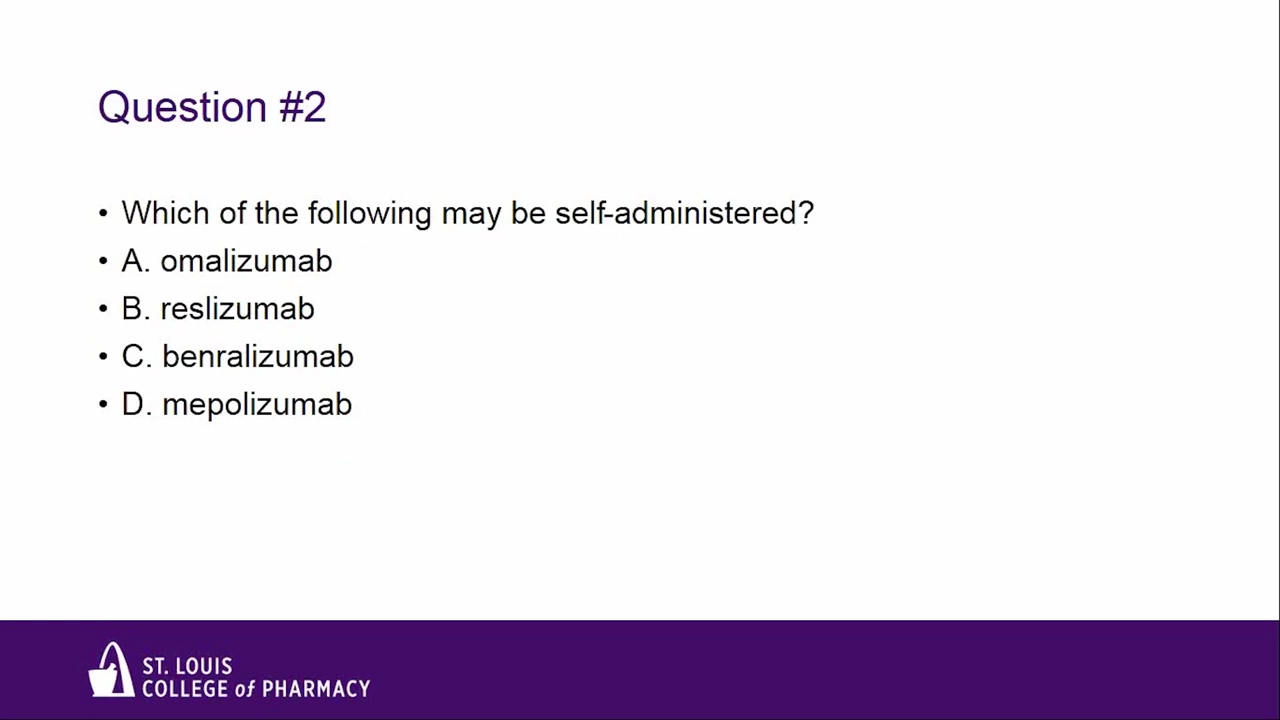 Question #2
• Which of the following may be self-administered?
• A. omalizumab
• B. reslizumab
• C. benralizumab
• D. mepolizumab
ST. LOUIS
COLLEGE of PHARMACY